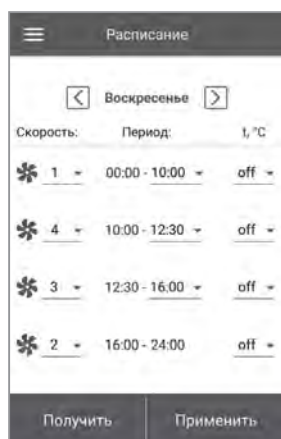 Расписание
Воскресенье
Скорость: Период: t, °C
1 00:00 - 10:00 off
4 10:00 - 12:30 off
3 12:30 - 16:00 off
2 16:00 - 24:00 off
Получить Применить